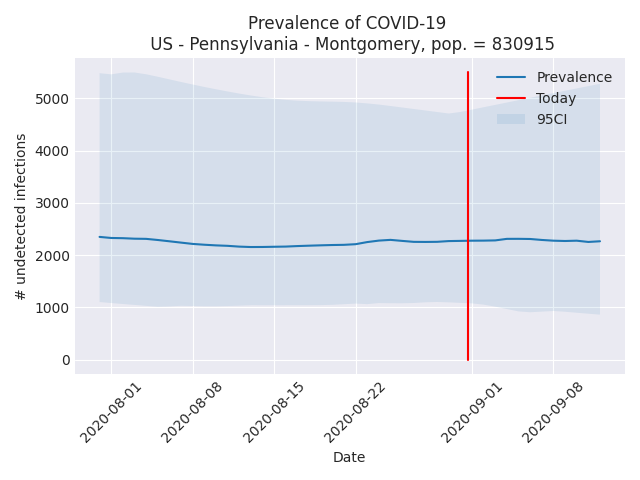 Prevalence of COVID-19
US - Pennsylvania - Montgomery, pop. = 830915
Prevalence
Today
95CI
# undetected infections
5000
4000
3000
2000
1000
0
2020-08-01
2020-08-08
2020-08-15
2020-08-22
2020-09-01
2020-09-08
Date